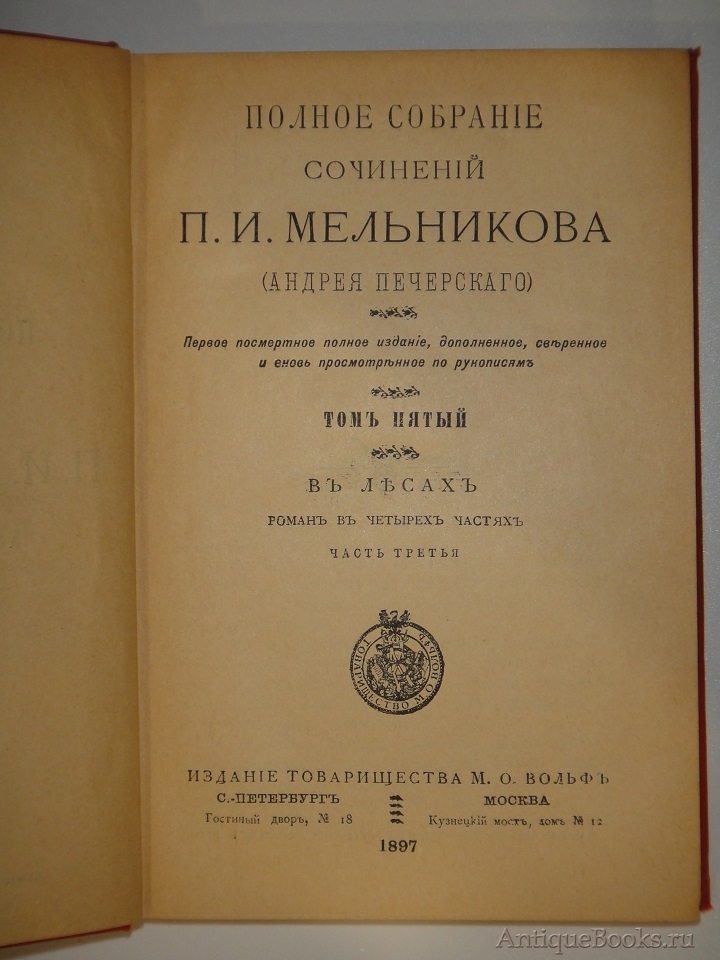 ПОЛНОЕ СОБРАНІЕ
СОЧИНЕНІЙ
П. И. МЕЛЬНИКОВА
(АНДРЕЯ ПЕЧЕРСКАГО)
Первое посмертное полное изданіе, дополненное, свѣренное
и вновь просмотрѣнное по рукописямъ
ТОМЪ ПЯТЫЙ
ВЪ ЛѢСАХЪ
РОМАНЪ ВЪ ЧЕТЫРЕХЪ ЧАСТЯХЪ
ЧАСТЬ ТРЕТЬЯ
ТОВАРИЩЕСТВО М. О. ВОЛЬФЪ
ИЗДАНІЕ ТОВАРИЩЕСТВА М. О. ВОЛЬФЪ
С.-ПЕТЕРБУРГЪ
Гостиный дворъ, № 18
МОСКВА
Кузнецкій мостъ, домъ № 12
1897
AntiqueBooks.ru